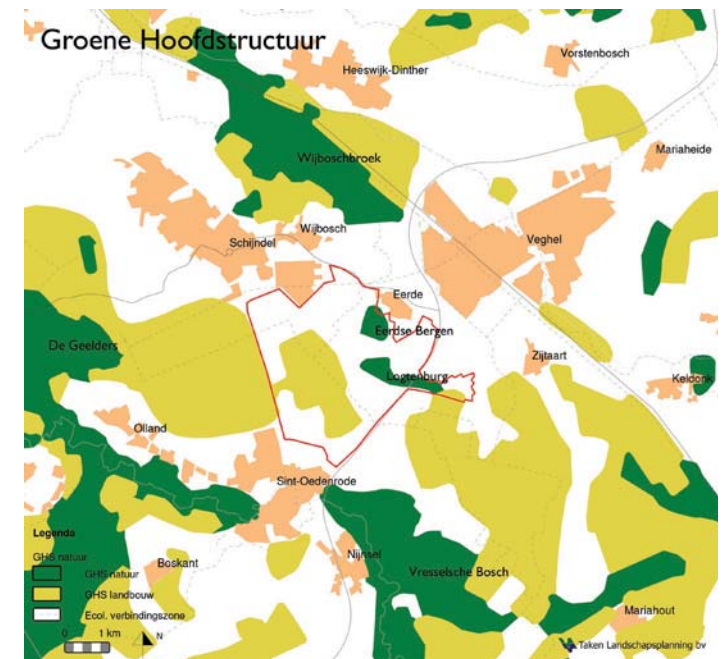 Groene Hoofdstructuur
Heeswijk-Dinther
Vorstenbosch
Mariaheide
Wijboschbroek
Wijbosch
Schijndel
Veghel
Eerde
Eerdse Bergen
De Geelders
Zijtaart
Logtenburg
Keldonk
Olland
Sint-Oedenrode
Legenda
GHS natuur
GHS natuur
GHS landbouw
Ecol. verbindingszone
Boskant
Nijnsel
Vresselsche Bosch
Mariahout
0 1 km N
Taken Landschapsplanning bv